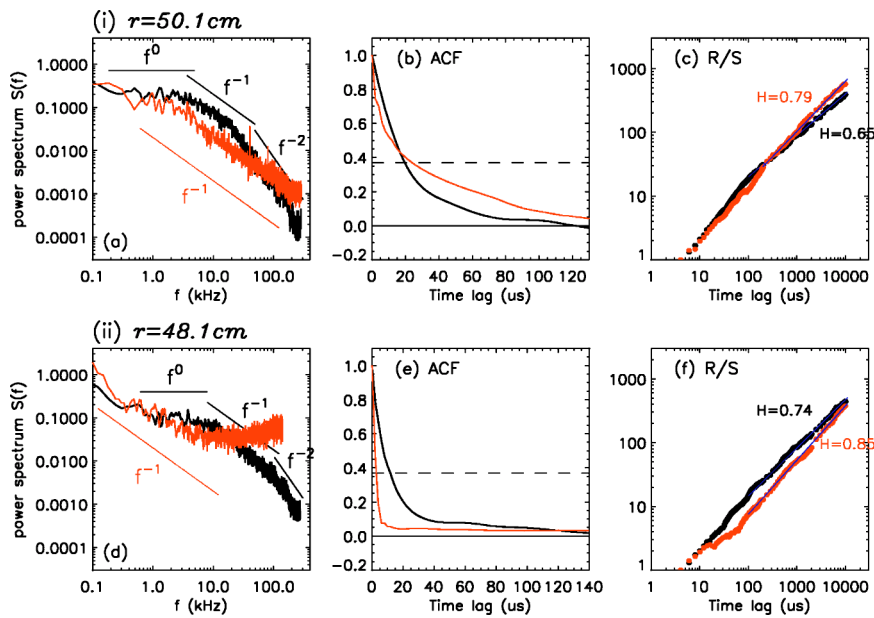 (i) r=50.1cm
(b) ACF
(c) R/S
f^0
f^-1
f^-2
f^-1
(a)
H=0.79
H=0.65
power spectrum S(f)
1.0000
0.1000
0.0100
0.0010
0.0001
0.1 1.0 10.0 100.0
f (kHz)
1.0
0.8
0.6
0.4
0.2
0.0
−0.2
0 20 40 60 80 100 120
Time lag (us)
1000
100
10
1
1 10 100 1000 10000
Time lag (us)
(ii) r=48.1cm
(e) ACF
(f) R/S
f^0
f^-1
f^-2
f^-1
(d)
H=0.74
H=0.85
power spectrum S(f)
1.0000
0.1000
0.0100
0.0010
0.0001
0.1 1.0 10.0 100.0
f (kHz)
1.0
0.8
0.6
0.4
0.2
0.0
−0.2
0 20 40 60 80 100 120 140
Time lag (us)
1000
100
10
1
1 10 100 1000 10000
Time lag (us)